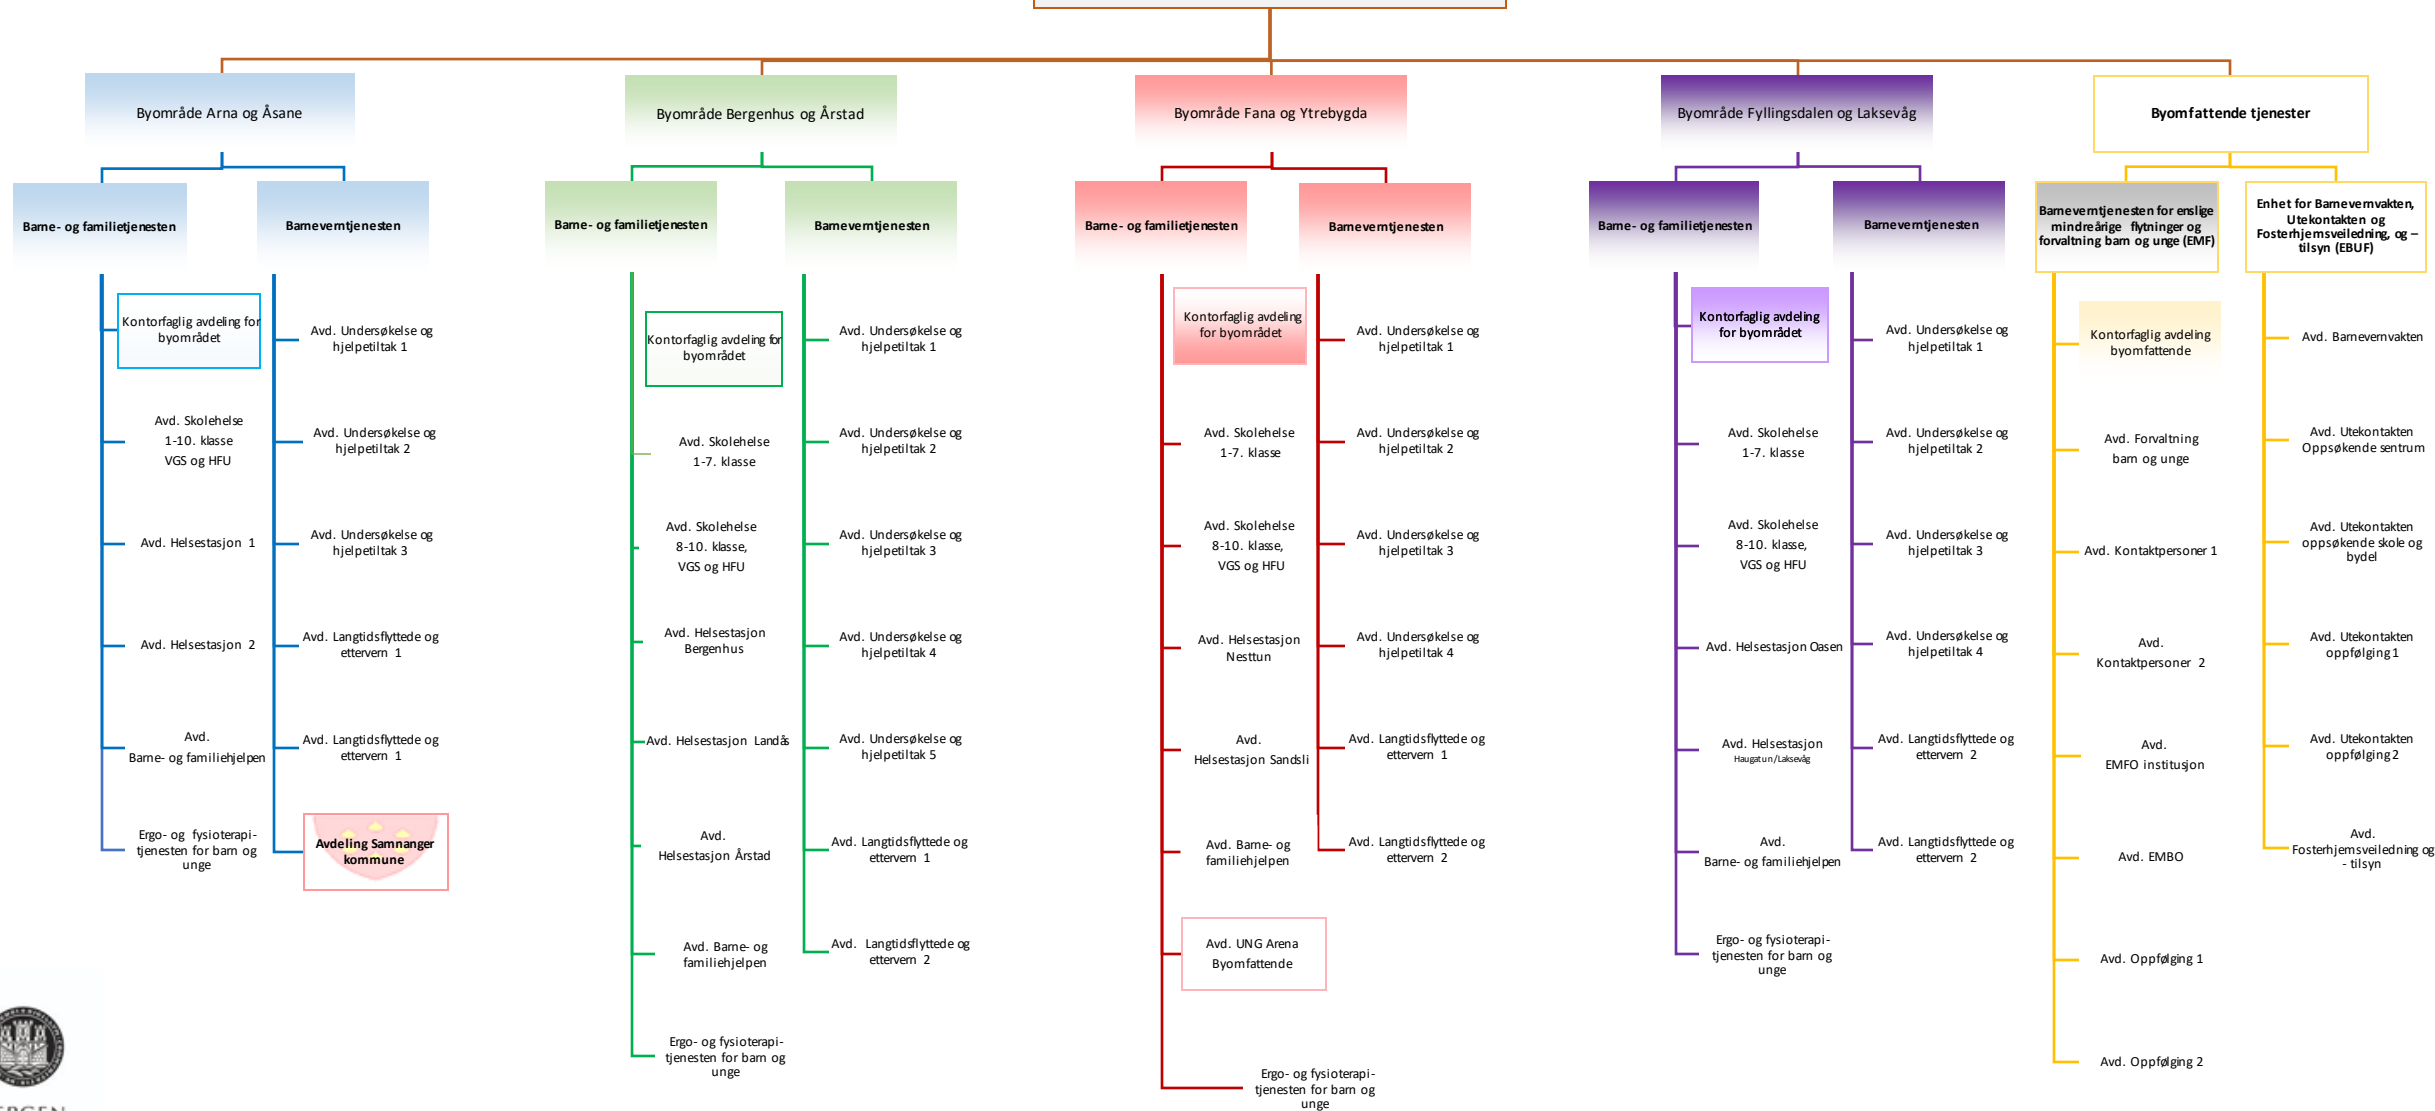 Byområde Arna og Åsane
Barne- og familietjenesten
Kontorfaglig avdeling for
byområdet
Avd. Skolehelse
1-10. klasse
VGS og HFU
Avd. Helsestasjon 1
Avd. Helsestasjon 2
Avd.
Barne- og familiehjelpen
Ergo- og fysioterapi-
tjenesten for barn og
unge
Barneverntjenesten
Avd. Undersøkelse og
hjelpetiltak 1
Avd. Undersøkelse og
hjelpetiltak 2
Avd. Undersøkelse og
hjelpetiltak 3
Avd. Langtidsflyttede og
ettervern 1
Avd. Langtidsflyttede og
ettervern 1
Avdeling Samnanger
kommune
Byområde Bergenhus og Årstad
Barne- og familietjenesten
Kontorfaglig avdeling for
byområdet
Avd. Skolehelse
1-7. klasse
Avd. Skolehelse
8-10. klasse,
VGS og HFU
Avd. Helsestasjon
Bergenhus
Avd. Helsestasjon Landås
Avd.
Helsestasjon Årstad
Avd. Barne- og
familiehjelpen
Ergo- og fysioterapi-
tjenesten for barn og
unge
Barneverntjenesten
Avd. Undersøkelse og
hjelpetiltak 1
Avd. Undersøkelse og
hjelpetiltak 2
Avd. Undersøkelse og
hjelpetiltak 3
Avd. Undersøkelse og
hjelpetiltak 4
Avd. Undersøkelse og
hjelpetiltak 5
Avd. Langtidsflyttede og
ettervern 1
Avd. Langtidsflyttede og
ettervern 2
Byområde Fana og Ytrebygda
Barne- og familietjenesten
Kontorfaglig avdeling
for byområdet
Avd. Skolehelse
1-7. klasse
Avd. Skolehelse
8-10. klasse,
VGS og HFU
Avd. Helsestasjon
Nesttun
Avd.
Helsestasjon Sandsli
Avd. Barne- og
familiehjelpen
Avd. UNG Arena
Byomfattende
Ergo- og fysioterapi-
tjenesten for barn og
unge
Barneverntjenesten
Avd. Undersøkelse og
hjelpetiltak 1
Avd. Undersøkelse og
hjelpetiltak 2
Avd. Undersøkelse og
hjelpetiltak 3
Avd. Undersøkelse og
hjelpetiltak 4
Avd. Langtidsflyttede og
ettervern 1
Avd. Langtidsflyttede og
ettervern 2
Byområde Fyllingsdalen og Laksevåg
Barne- og familietjenesten
Kontorfaglig avdeling
for byområdet
Avd. Skolehelse
1-7. klasse
Avd. Skolehelse
8-10. klasse,
VGS og HFU
Avd. Helsestasjon Oasen
Avd. Helsestasjon
Haugatun/Laksevåg
Avd.
Barne- og familiehjelpen
Ergo- og fysioterapi-
tjenesten for barn og
unge
Barneverntjenesten
Avd. Undersøkelse og
hjelpetiltak 1
Avd. Undersøkelse og
hjelpetiltak 2
Avd. Undersøkelse og
hjelpetiltak 3
Avd. Undersøkelse og
hjelpetiltak 4
Avd. Langtidsflyttede og
ettervern 2
Avd. Langtidsflyttede og
ettervern 2
Byomfattende tjenester
Barneverntjenesten for enslige
mindreårige flytninger og
forvaltning barn og unge (EMF)
Kontorfaglig avdeling
byomfattende
Avd. Forvaltning
barn og unge
Avd. Kontaktpersoner 1
Avd.
Kontaktpersoner 2
Avd.
EMFO institusjon
Avd. EMBO
Avd. Oppfølging 1
Avd. Oppfølging 2
Enhet for Barnevernvakten,
Utekontakten og
Fosterhjemsveiledning, og –
tilsyn (EBUF)
Avd. Barnevernvakten
Avd. Utekontakten
Oppsøkende sentrum
Avd. Utekontakten
oppsøkende skole og
bydel
Avd. Utekontakten
oppfølging 1
Avd. Utekontakten
oppfølging 2
Avd.
Fosterhjemsveiledning og
- tilsyn